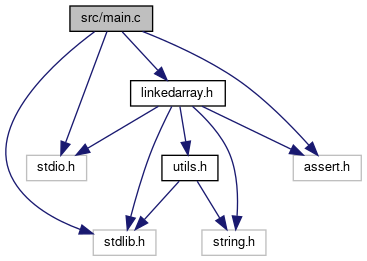 src/main.c
linkedarray.h
stdio.h
utils.h
assert.h
stdlib.h
string.h